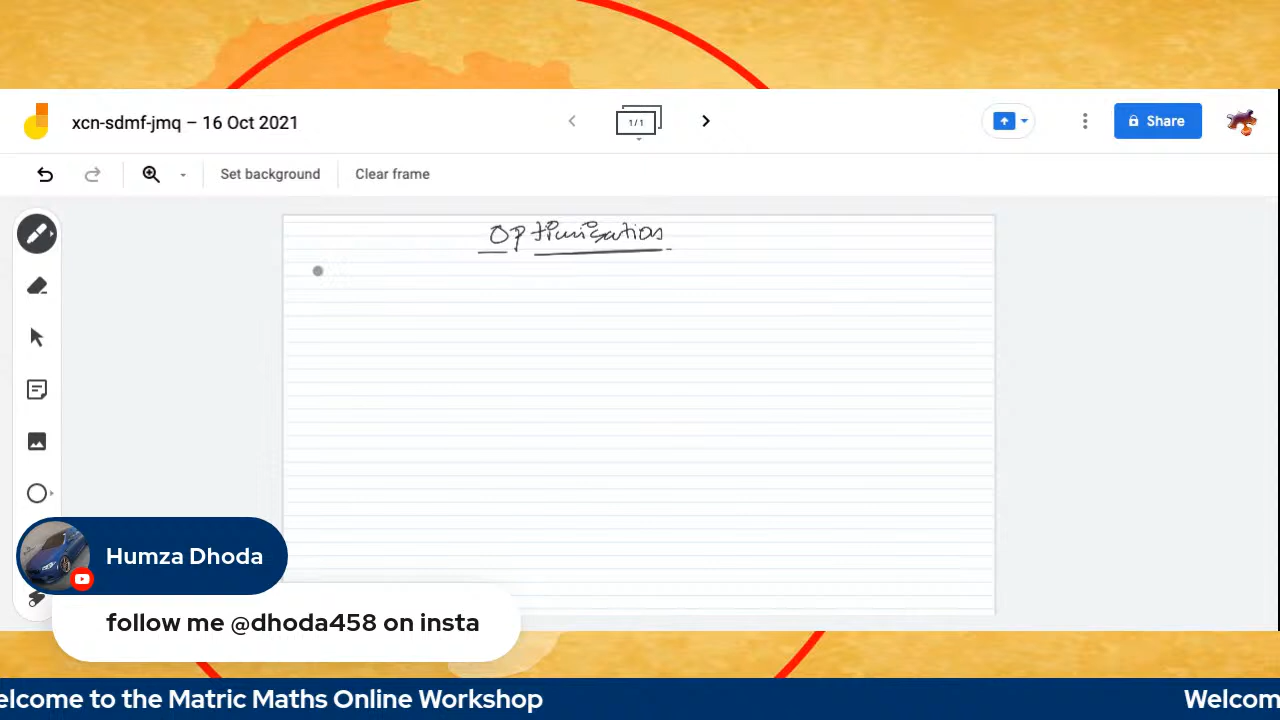 xcn-sdmf-jmq – 16 Oct 2021
1/1
Share
Set background
Clear frame
Optimisation
Humza Dhoda
follow me @dhoda458 on insta
elcome to the Matric Maths Online Workshop
Welcom